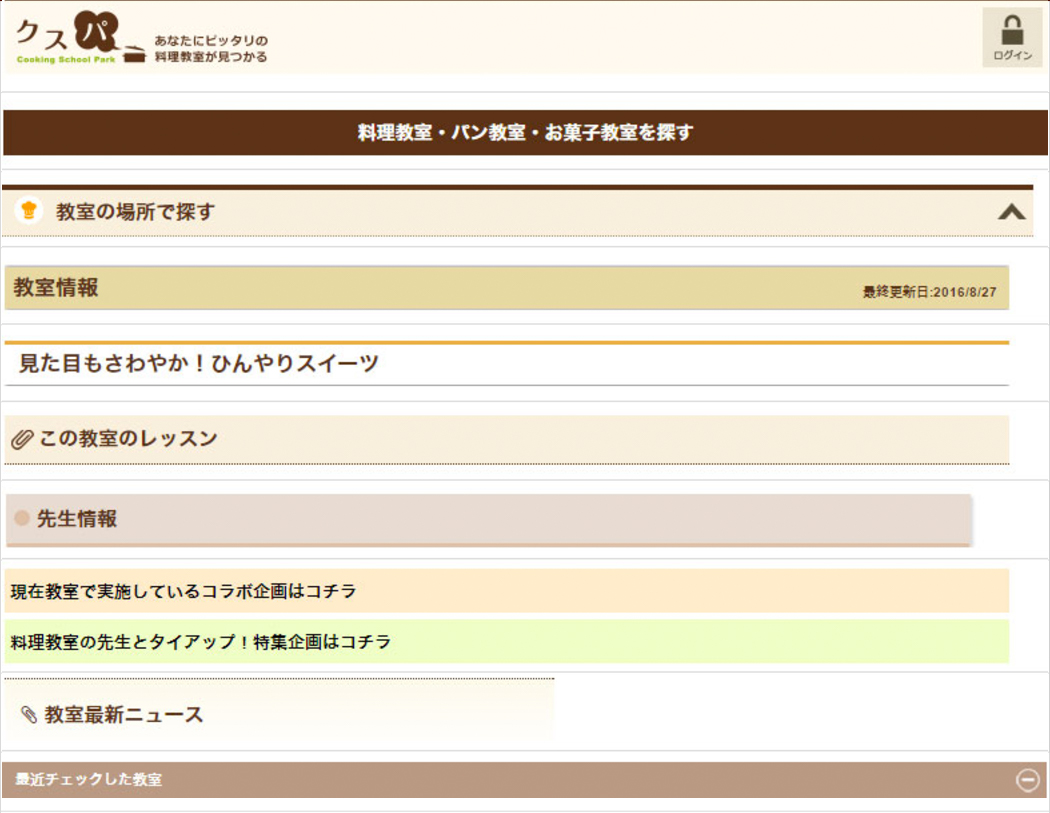 クスパ
Cooking School Park
あなたにピッタリの
料理教室が見つかる
ログイン
料理教室・パン教室・お菓子教室を探す
教室の場所で探す
教室情報
最終更新日:2016/8/27
見た目もさわやか！ひんやりスイーツ
この教室のレッスン
先生情報
現在教室で実施しているコラボ企画はコチラ
料理教室の先生とタイアップ！特集企画はコチラ
教室最新ニュース
最近チェックした教室